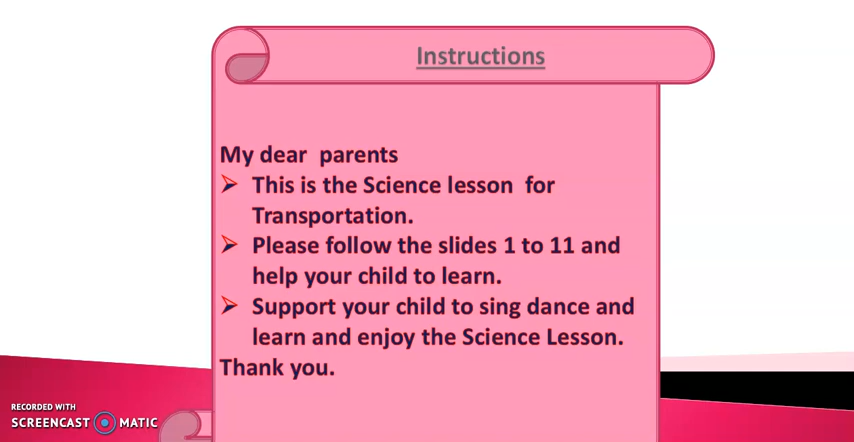 Instructions
My dear parents
This is the Science lesson for
Transportation.
Please follow the slides 1 to 11 and
help your child to learn.
Support your child to sing dance and
learn and enjoy the Science Lesson.
Thank you.
RECORDED WITH
SCREENCAST MATIC